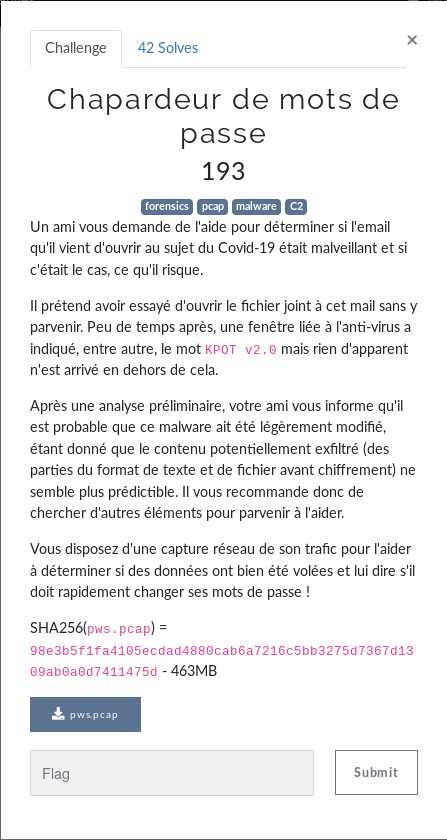 Challenge
42 Solves
×
Chapardeur de mots de
passe
193
forensics pcap malware C2
Un ami vous demande de l'aide pour déterminer si l'email
qu'il vient d'ouvrir au sujet du Covid-19 était malveillant et si
c'était le cas, ce qu'il risque.
Il prétend avoir essayé d'ouvrir le fichier joint à cet mail sans y
parvenir. Peu de temps après, une fenêtre liée à l'anti-virus a
indiqué, entre autre, le mot KPOT v2.0 mais rien d'apparent
n'est arrivé en dehors de cela.
Après une analyse préliminaire, votre ami vous informe qu'il
est probable que ce malware ait été légèrement modifié,
étant donné que le contenu potentiellement exfiltré (des
parties du format de texte et de fichier avant chiffrement) ne
semble plus prédictible. Il vous recommande donc de
chercher d'autres éléments pour parvenir à l'aider.
Vous disposez d'une capture réseau de son trafic pour l'aider
à déterminer si des données ont bien été volées et lui dire s'il
doit rapidement changer ses mots de passe !
SHA256(pws.pcap) =
98e3b5f1fa4105ecdad4880cab6a7216c5bb3275d7367d13
09ab0a0d7411475d - 463MB
pws.pcap
Flag
Submit